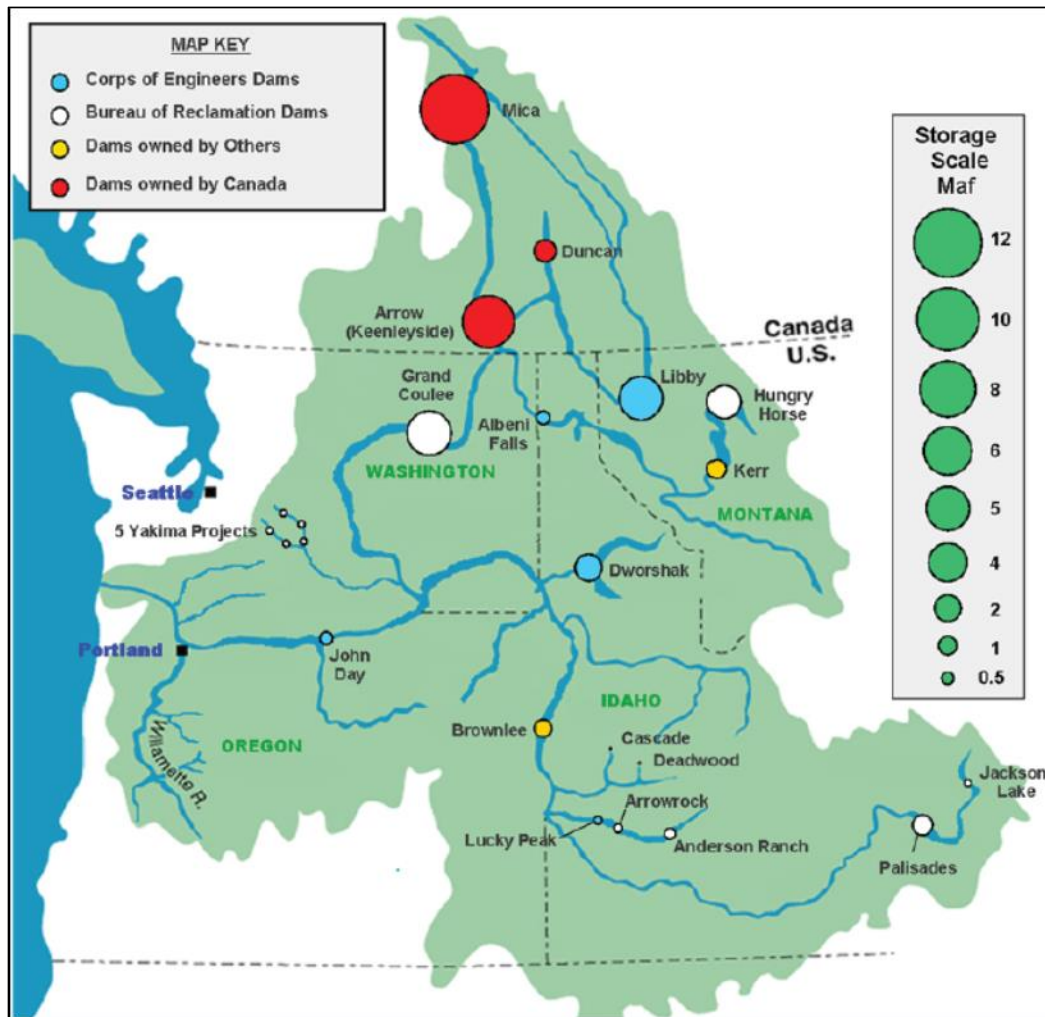 MAP KEY
Corps of Engineers Dams
Bureau of Reclamation Dams
Dams owned by Others
Dams owned by Canada
Storage
Scale
Maf
12
10
8
6
5
4
2
1
0.5
Mica
Duncan
Arrow
(Keenleyside)
Canada
U.S.
Grand
Coulee
Libby
Hungry
Horse
Albeni
Falls
WASHINGTON
Kerr
Seattle
MONTANA
5 Yakima Projects
Dworshak
Portland
John
Day
IDAHO
Brownlee
Cascade
Deadwood
OREGON
Willamette R.
Jackson
Lake
Arrowrock
Lucky Peak
Anderson Ranch
Palisades